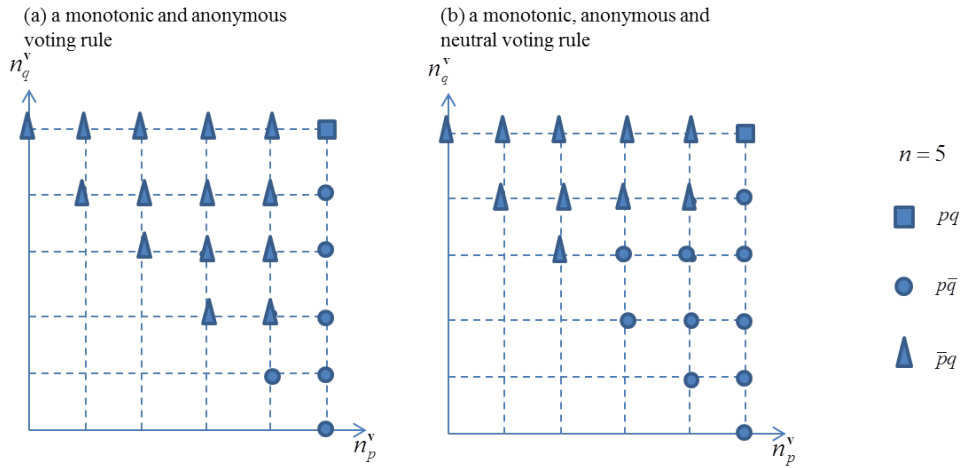 (a) a monotonic and anonymous
voting rule
n_q^v
n_p^v
(b) a monotonic, anonymous and
neutral voting rule
n_q^v
n_p^v
n = 5
pq
pq̄
p̄q